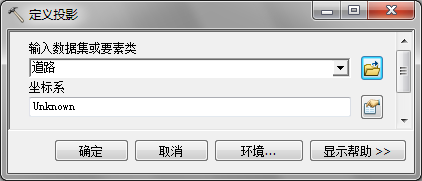 定义投影
输入数据集或要素类
道路
坐标系
Unknown
确定 取消 环境... 显示帮助 >>